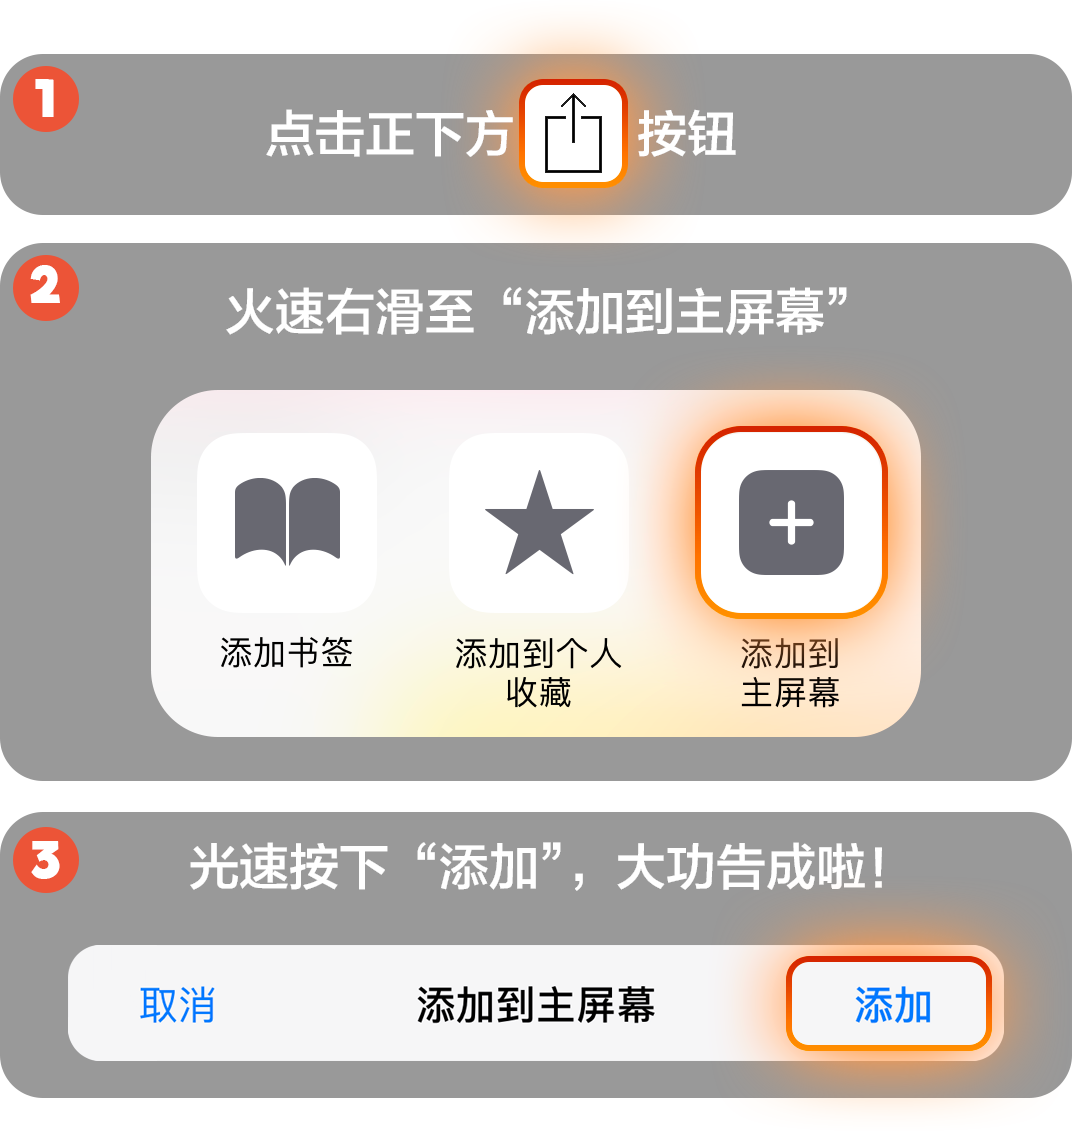 1
点击正下方 按钮
2
火速右滑至“添加到主屏幕”
添加书签
添加到个人
收藏
添加到
主屏幕
3
光速按下“添加”，大功告成啦！
取消 添加到主屏幕 添加